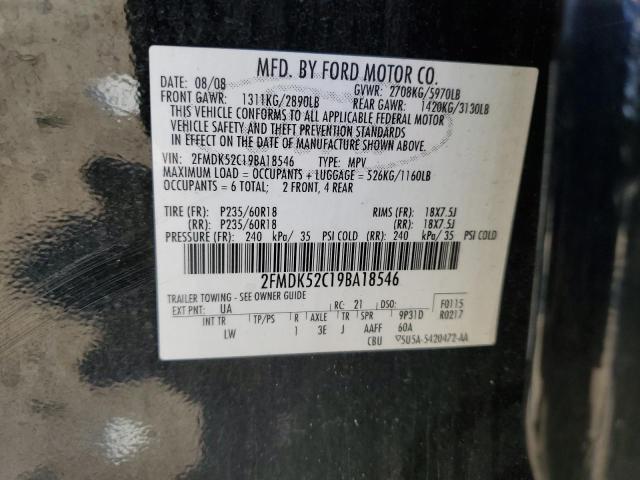 MFD. BY FORD MOTOR CO.
DATE: 08/08 GVWR: 2708KG/5970LB
FRONT GAWR: 1311KG/2890LB REAR GAWR: 1420KG/3130LB
THIS VEHICLE CONFORMS TO ALL APPLICABLE FEDERAL MOTOR
VEHICLE SAFETY AND THEFT PREVENTION STANDARDS
IN EFFECT ON THE DATE OF MANUFACTURE SHOWN ABOVE.
VIN: 2FMDK52C19BA18546 TYPE: MPV
MAXIMUM LOAD = OCCUPANTS + LUGGAGE = 526KG/1160LB
OCCUPANTS = 6 TOTAL; 2 FRONT, 4 REAR
TIRE (FR): P235/60R18 RIMS (FR): 18X7.5J
(RR): P235/60R18 (RR): 18X7.5J
PRESSURE (FR): 240 kPa/ 35 PSI COLD (RR): 240 kPa/ 35 PSI COLD
2FMDK52C19BA18546
TRAILER TOWING - SEE OWNER GUIDE
EXT PNT: UA RC: 21 DSO: F0115
INT TR TP/PS R AXLE TR SPR 9P31D R0217
LW 1 3E J AAFF 60A
CBU 5U5A-5420472-AA